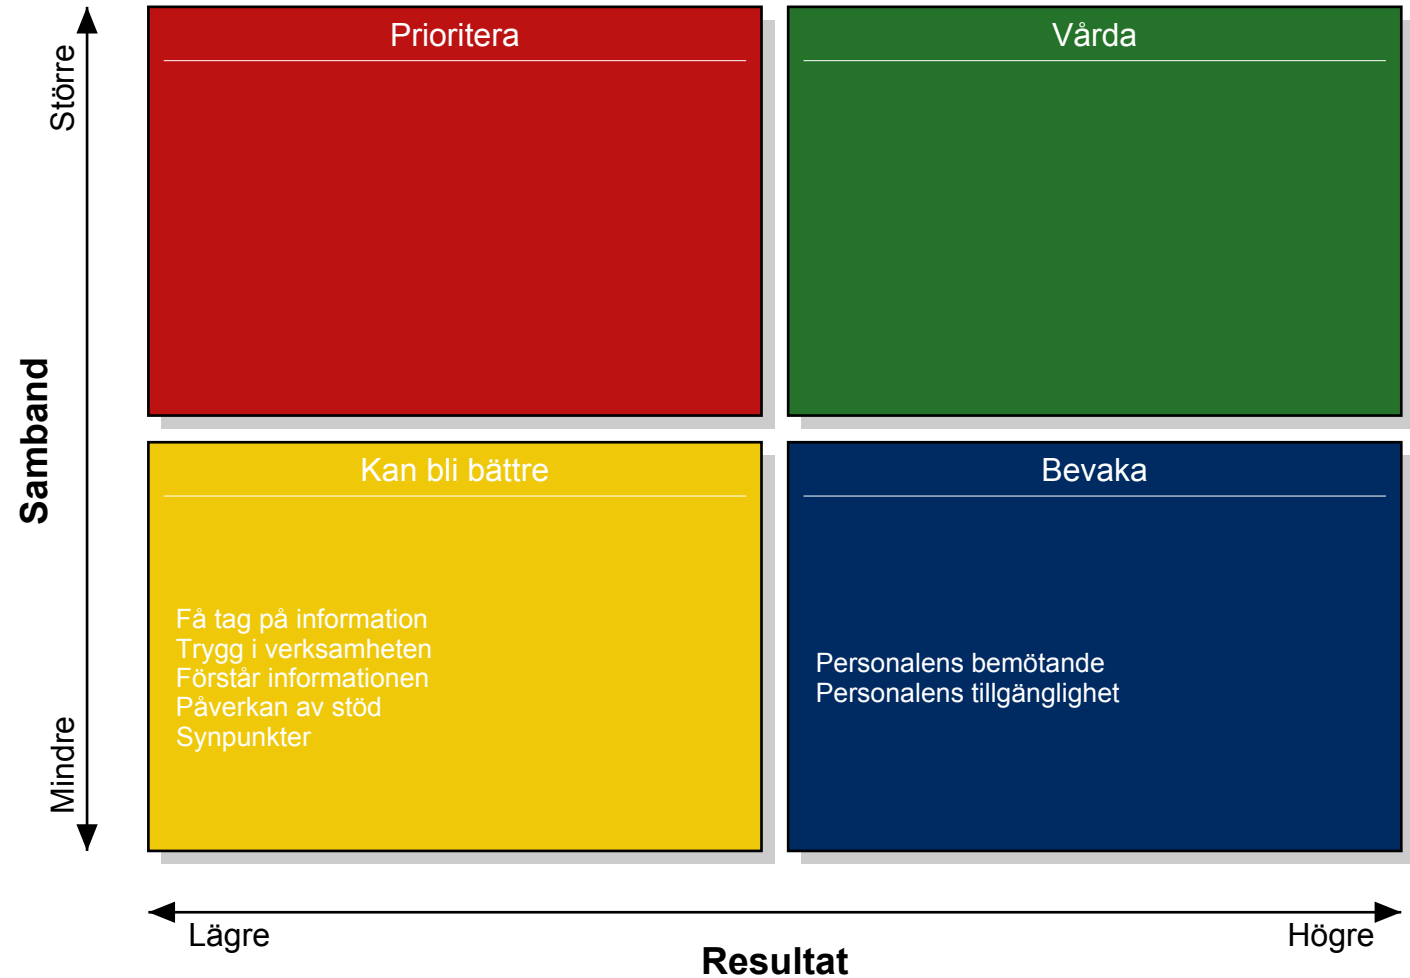 Större
Samband
Mindre
Prioritera
Vårda
Kan bli bättre
Få tag på information
Trygg i verksamheten
Förstår informationen
Påverkan av stöd
Synpunkter
Bevaka
Personalens bemötande
Personalens tillgänglighet
Lägre
Högre
Resultat